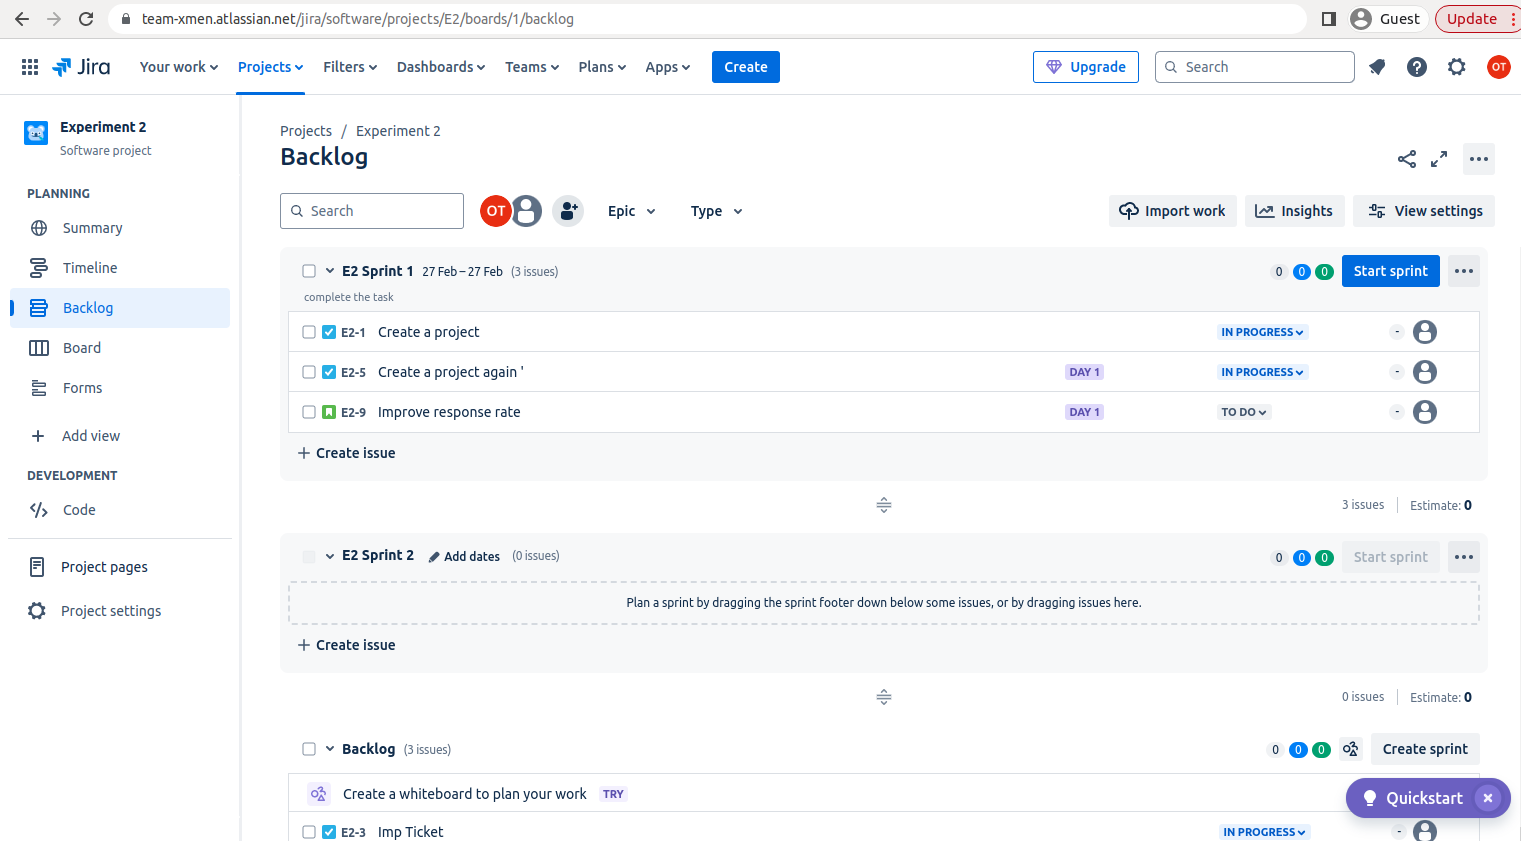 team-xmen.atlassian.net/jira/software/projects/E2/boards/1/backlog
Guest
Update
Jira
Your work
Projects
Filters
Dashboards
Teams
Plans
Apps
Create
Upgrade
Search
OT
Experiment 2
Software project
PLANNING
Summary
Timeline
Backlog
Board
Forms
Add view
DEVELOPMENT
Code
Project pages
Project settings
Projects / Experiment 2
Backlog
Search
OT
Epic
Type
Import work
Insights
View settings
E2 Sprint 1 27 Feb – 27 Feb (3 issues)
0 0 0 Start sprint
complete the task
E2-1 Create a project IN PROGRESS -
E2-5 Create a project again ' DAY 1 IN PROGRESS -
E2-9 Improve response rate DAY 1 TO DO -
+ Create issue
3 issues Estimate: 0
E2 Sprint 2 Add dates (0 issues)
0 0 0 Start sprint
Plan a sprint by dragging the sprint footer down below some issues, or by dragging issues here.
+ Create issue
0 issues Estimate: 0
Backlog (3 issues)
0 0 0 Create sprint
Create a whiteboard to plan your work TRY
Quickstart
E2-3 Imp Ticket IN PROGRESS -